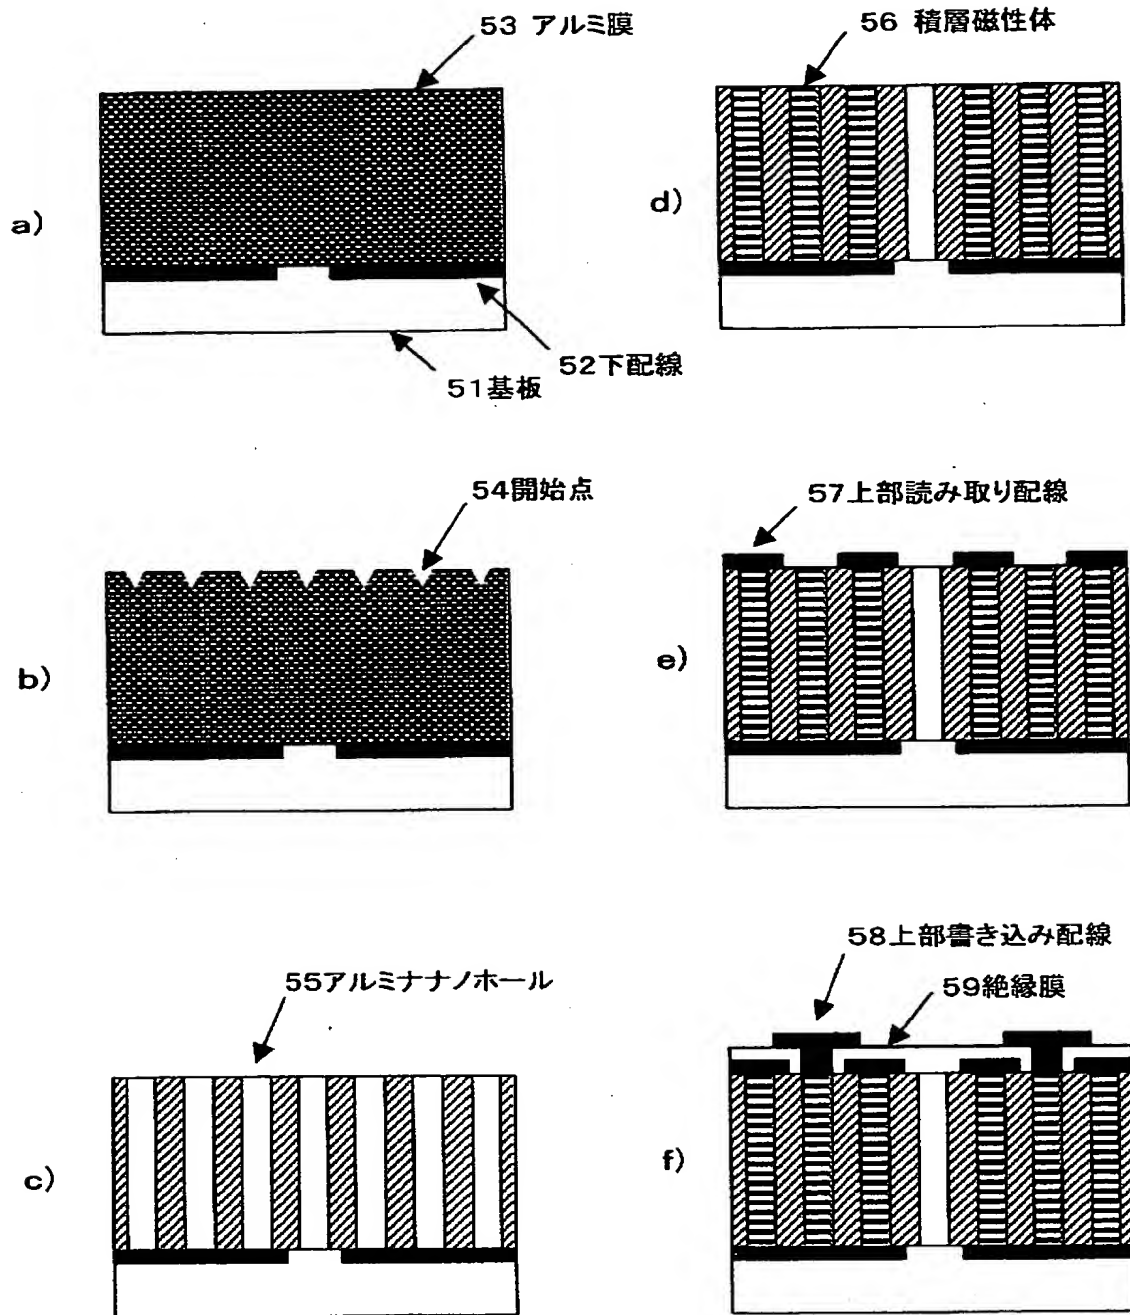 53 アルミ膜
a)
52下配線
51基板
54開始点
b)
55アルミナナノホール
c)
56 積層磁性体
d)
57上部読み取り配線
e)
58上部書き込み配線
59絶縁膜
f)